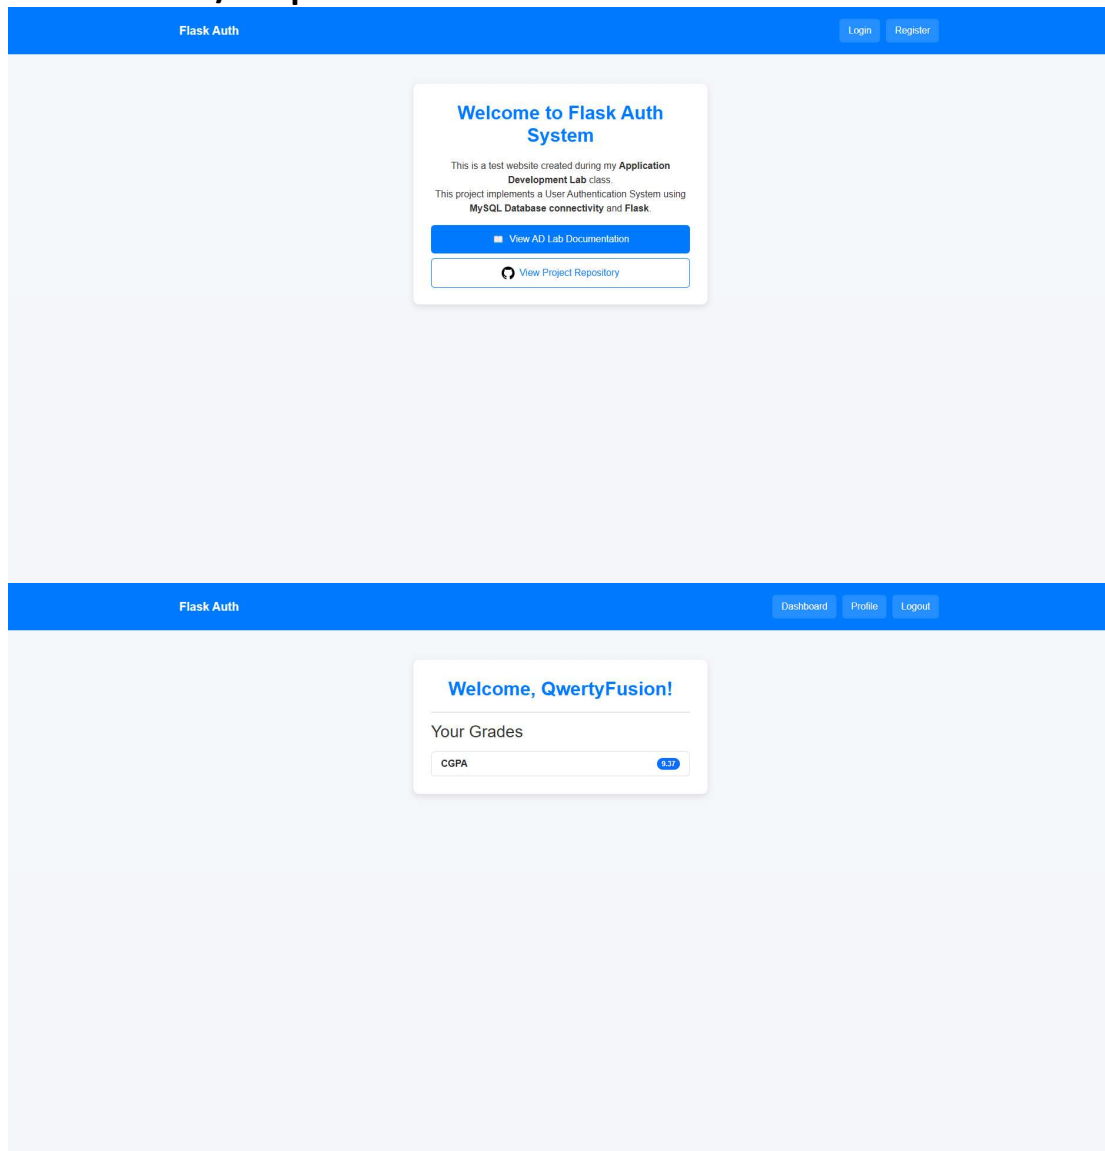 Flask Auth
Login Register
Welcome to Flask Auth
System
This is a test website created during my Application
Development Lab class.
This project implements a User Authentication System using
MySQL Database connectivity and Flask.
View AD Lab Documentation
View Project Repository
Flask Auth
Dashboard Profile Logout
Welcome, QwertyFusion!
Your Grades
CGPA 9.37